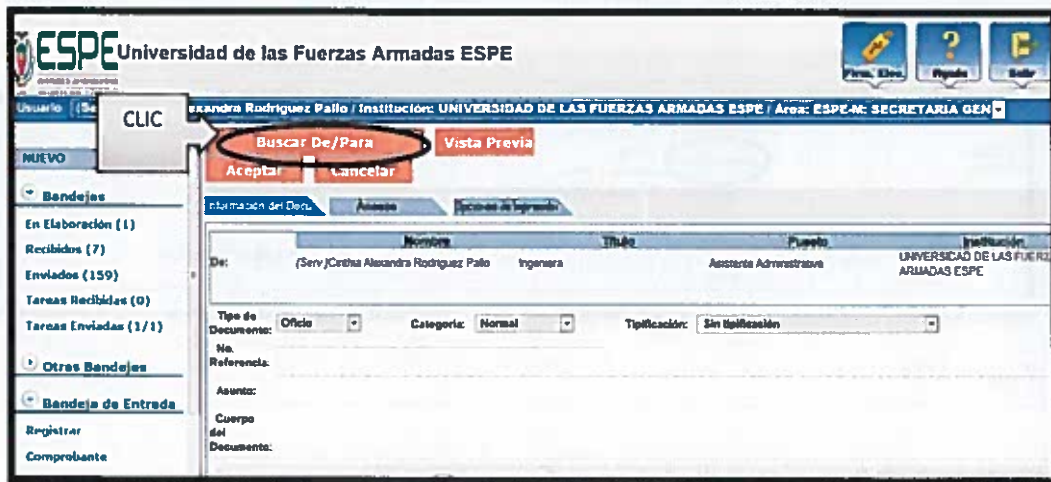 ESPE Universidad de las Fuerzas Armadas ESPE
Firm. Elec. Ayuda Salir
Usuario (Se
exandra Rodriguez Pallo / Institución: UNIVERSIDAD DE LAS FUERZAS ARMADAS ESPE / Area: ESPE-M: SECRETARIA GEN
CLIC
Buscar De/Para Vista Previa
NUEVO
Aceptar Cancelar
Bandejas
Información del Docu. Anexos Opciones de Impresión
En Elaboración (1)
Recibidos (7)
Enviados (159)
Tareas Recibidas (0)
Tareas Enviadas (1/1)
Otras Bandejas
Bandeja de Entrada
Registrar
Comprobante
Nombre Título Puesto Institución
De: (Serv.)Cinthia Alexandra Rodriguez Pallo Ingeniera Asistente Administrativa UNIVERSIDAD DE LAS FUERZ
ARMADAS ESPE
Tipo de
Documento: Oficio Categoría: Normal Tipificación: Sin tipificación
No.
Referencia:
Asunto:
Cuerpo
del
Documento: